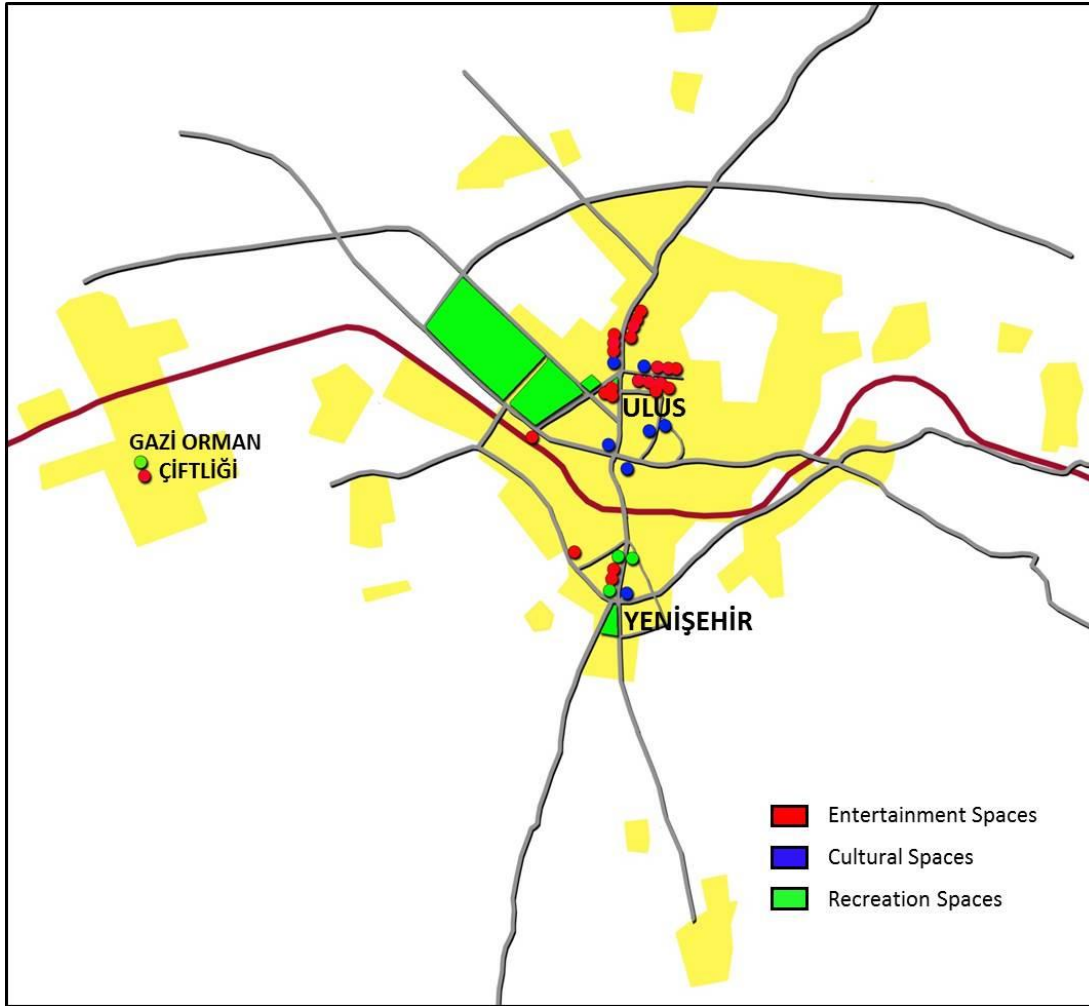 ULUS
GAZİ ORMAN
ÇİFTLİĞİ
YENİŞEHİR
Entertainment Spaces
Cultural Spaces
Recreation Spaces